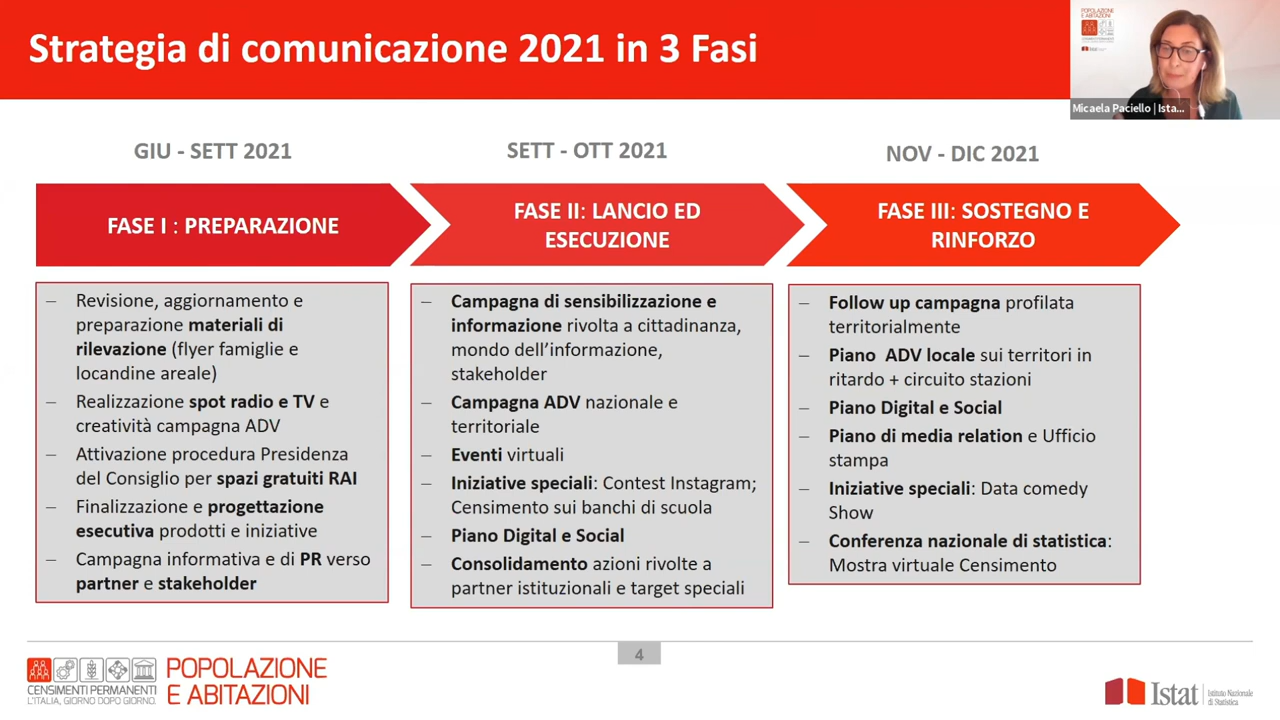 Strategia di comunicazione 2021 in 3 Fasi
POPOLAZIONE
E ABITAZIONI
Istat
Micaela Paciello | Ista...
GIU - SETT 2021
SETT - OTT 2021
NOV - DIC 2021
FASE I : PREPARAZIONE
FASE II: LANCIO ED
ESECUZIONE
FASE III: SOSTEGNO E
RINFORZO
– Revisione, aggiornamento e
preparazione materiali di
rilevazione (flyer famiglie e
locandine areale)
– Realizzazione spot radio e TV e
creatività campagna ADV
– Attivazione procedura Presidenza
del Consiglio per spazi gratuiti RAI
– Finalizzazione e progettazione
esecutiva prodotti e iniziative
– Campagna informativa e di PR verso
partner e stakeholder
– Campagna di sensibilizzazione e
informazione rivolta a cittadinanza,
mondo dell’informazione,
stakeholder
– Campagna ADV nazionale e
territoriale
– Eventi virtuali
– Iniziative speciali: Contest Instagram;
Censimento sui banchi di scuola
– Piano Digital e Social
– Consolidamento azioni rivolte a
partner istituzionali e target speciali
– Follow up campagna profilata
territorialmente
– Piano ADV locale sui territori in
ritardo + circuito stazioni
– Piano Digital e Social
– Piano di media relation e Ufficio
stampa
– Iniziative speciali: Data comedy
Show
– Conferenza nazionale di statistica:
Mostra virtuale Censimento
4
CENSIMENTI PERMANENTI
L'ITALIA, GIORNO DOPO GIORNO.
POPOLAZIONE
E ABITAZIONI
Istat
Istituto Nazionale
di Statistica